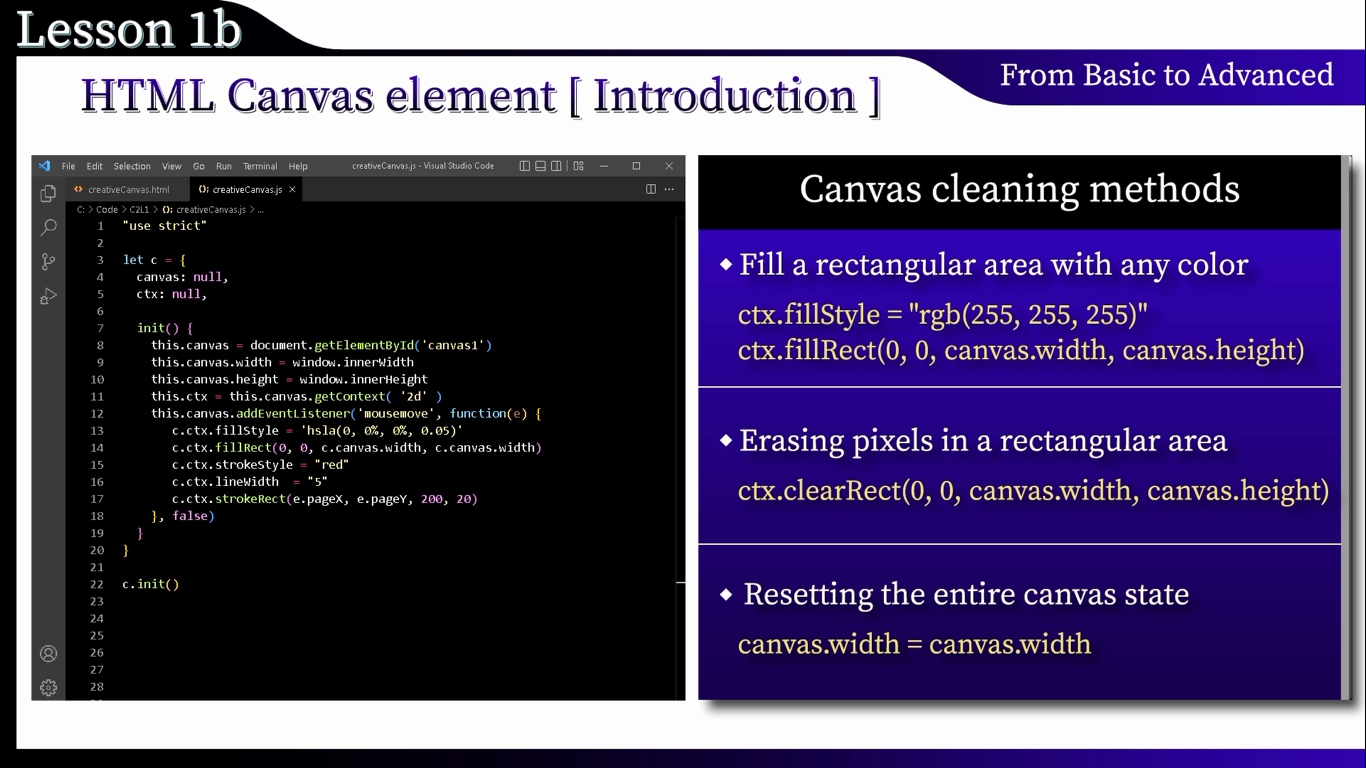 Lesson 1b
From Basic to Advanced
HTML Canvas element [ Introduction ]
File Edit Selection View Go Run Terminal Help creativeCanvas.js - Visual Studio Code
creativeCanvas.html creativeCanvas.js
C: > Code > C2L1 > creativeCanvas.js > ...
1 "use strict"
2
3 let c = {
4 canvas: null,
5 ctx: null,
6
7 init() {
8 this.canvas = document.getElementById('canvas1')
9 this.canvas.width = window.innerWidth
10 this.canvas.height = window.innerHeight
11 this.ctx = this.canvas.getContext( '2d' )
12 this.canvas.addEventListener('mousemove', function(e) {
13 c.ctx.fillStyle = 'hsla(0, 0%, 0%, 0.05)'
14 c.ctx.fillRect(0, 0, c.canvas.width, c.canvas.width)
15 c.ctx.strokeStyle = "red"
16 c.ctx.lineWidth = "5"
17 c.ctx.strokeRect(e.pageX, e.pageY, 200, 20)
18 }, false)
19 }
20 }
21
22 c.init()
23
24
25
26
27
28
Canvas cleaning methods
Fill a rectangular area with any color
ctx.fillStyle = "rgb(255, 255, 255)"
ctx.fillRect(0, 0, canvas.width, canvas.height)
Erasing pixels in a rectangular area
ctx.clearRect(0, 0, canvas.width, canvas.height)
Resetting the entire canvas state
canvas.width = canvas.width